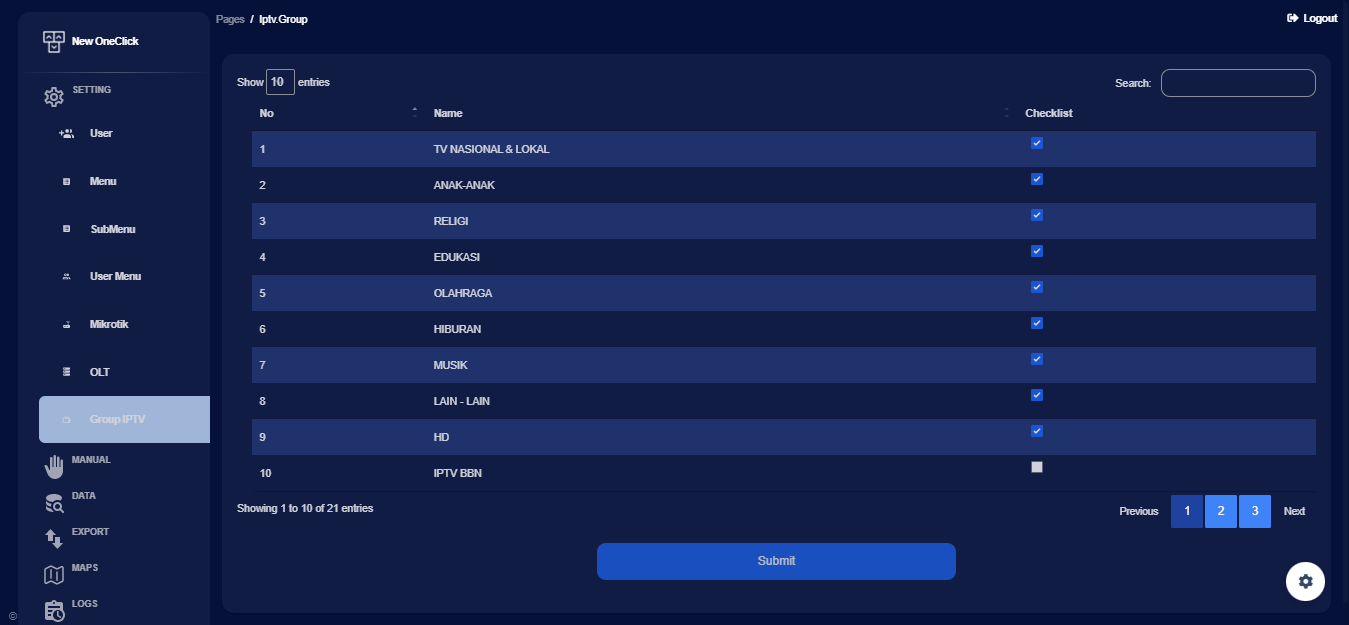 Pages / Iptv.Group
Logout
New OneClick
SETTING
User
Menu
SubMenu
User Menu
Mikrotik
OLT
Group IPTV
MANUAL
DATA
EXPORT
MAPS
LOGS
©
Show 10 entries
Search:
No Name Checklist
1 TV NASIONAL & LOKAL
2 ANAK-ANAK
3 RELIGI
4 EDUKASI
5 OLAHRAGA
6 HIBURAN
7 MUSIK
8 LAIN - LAIN
9 HD
10 IPTV BBN
Showing 1 to 10 of 21 entries
Previous 1 2 3 Next
Submit